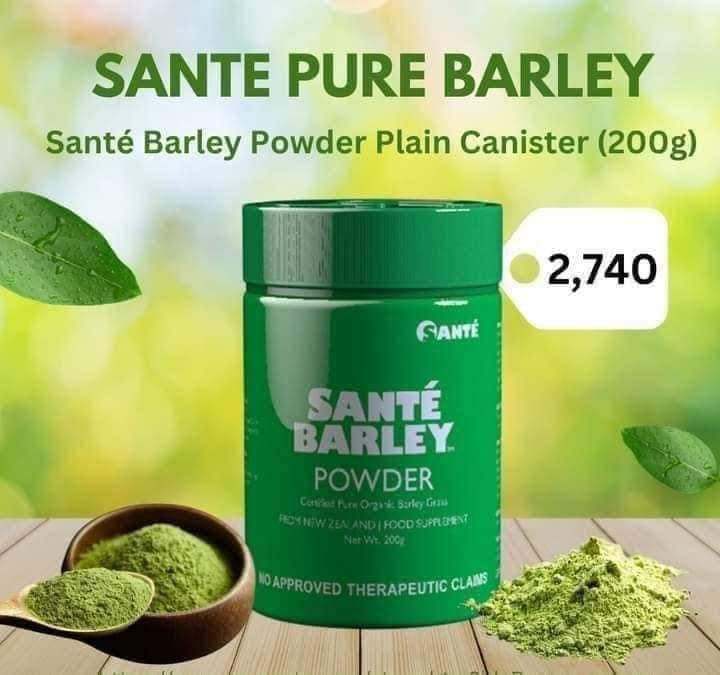 SANTE PURE BARLEY
Santé Barley Powder Plain Canister (200g)
2,740
SANTÉ
SANTÉ
BARLEY
POWDER
Certified Pure Organic Barley Grass
FROM NEW ZEALAND | FOOD SUPPLEMENT
Net Wt. 200g
NO APPROVED THERAPEUTIC CLAIMS